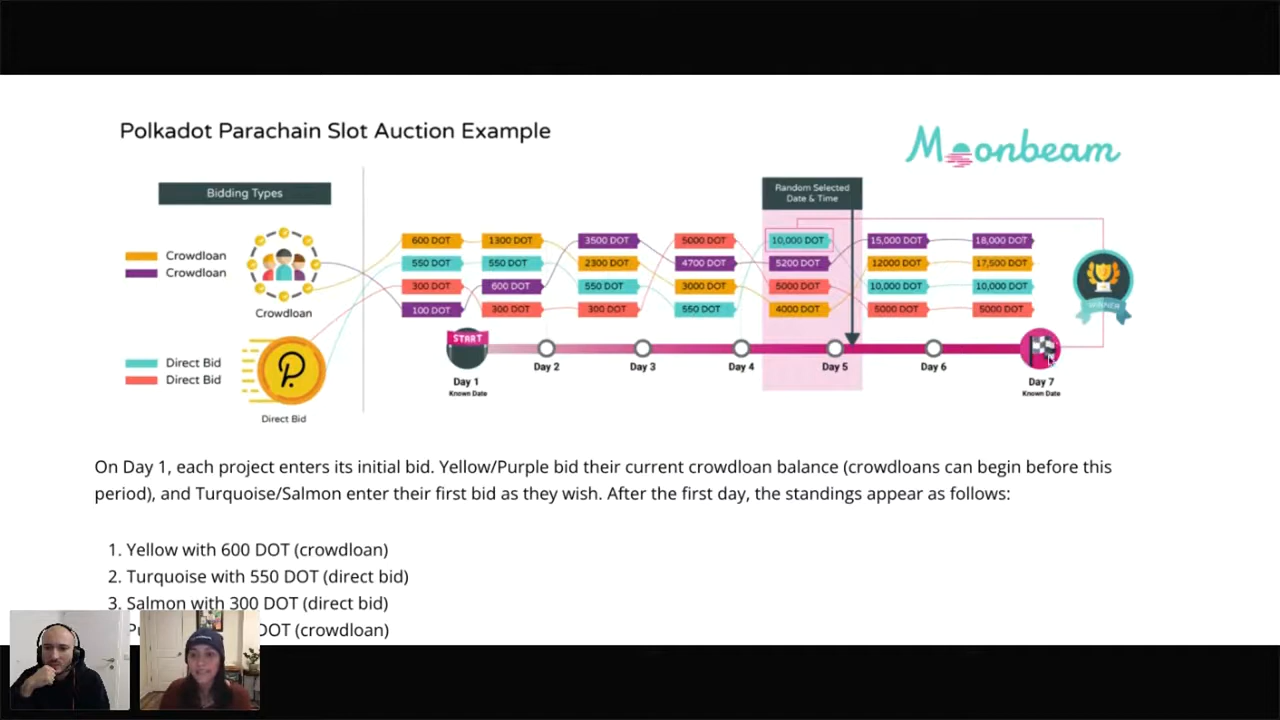 Polkadot Parachain Slot Auction Example
Moonbeam
Bidding Types
Crowdloan
Crowdloan
Crowdloan
Direct Bid
Direct Bid
Direct Bid
Random Selected
Date & Time
600 DOT 1300 DOT 3500 DOT 5000 DOT 10,000 DOT 15,000 DOT 18,000 DOT
550 DOT 550 DOT 2300 DOT 4700 DOT 5200 DOT 12000 DOT 17,500 DOT
300 DOT 600 DOT 550 DOT 3000 DOT 5000 DOT 10,000 DOT 10,000 DOT
100 DOT 300 DOT 300 DOT 550 DOT 4000 DOT 5000 DOT 5000 DOT
WINNER
START
Day 1 Day 2 Day 3 Day 4 Day 5 Day 6 Day 7
Known Date Known Date
On Day 1, each project enters its initial bid. Yellow/Purple bid their current crowdloan balance (crowdloans can begin before this
period), and Turquoise/Salmon enter their first bid as they wish. After the first day, the standings appear as follows:
1. Yellow with 600 DOT (crowdloan)
2. Turquoise with 550 DOT (direct bid)
3. Salmon with 300 DOT (direct bid)
DOT (crowdloan)